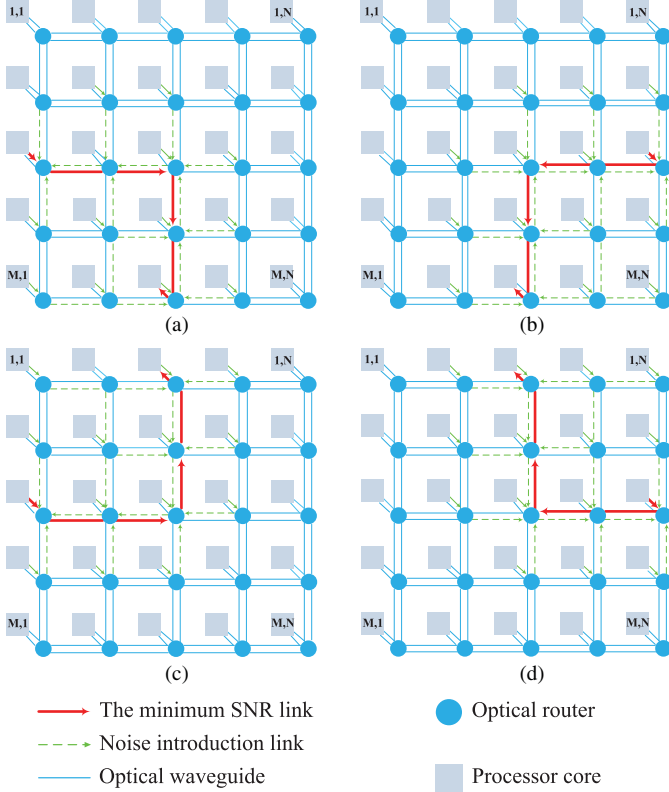 1,1 1,N 1,1 1,N
M,1 M,N M,1 M,N
(a) (b)
1,1 1,N 1,1 1,N
M,1 M,N M,1 M,N
(c) (d)
The minimum SNR link Optical router
Noise introduction link
Optical waveguide Processor core